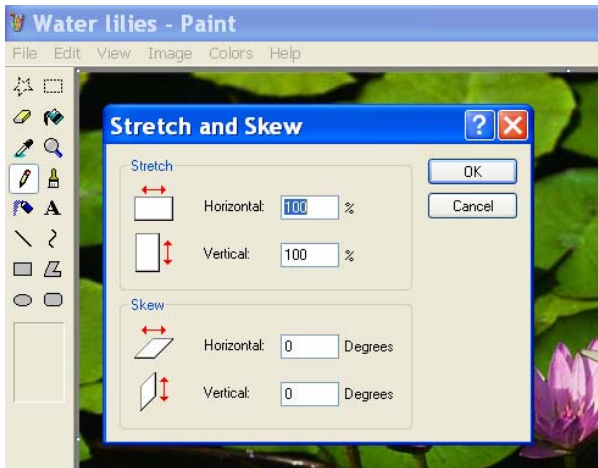 Water lilies - Paint
File Edit View Image Colors Help
Stretch and Skew
Stretch
Horizontal: 100 %
Vertical: 100 %
Skew
Horizontal: 0 Degrees
Vertical: 0 Degrees
OK
Cancel
A